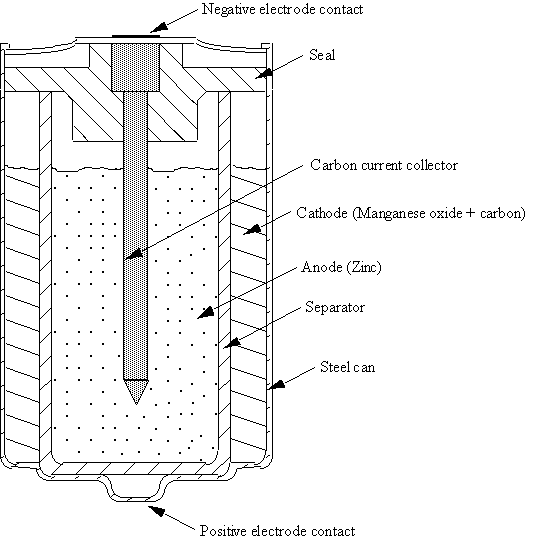 Negative electrode contact
Seal
Carbon current collector
Cathode (Manganese oxide + carbon)
Anode (Zinc)
Separator
Steel can
Positive electrode contact